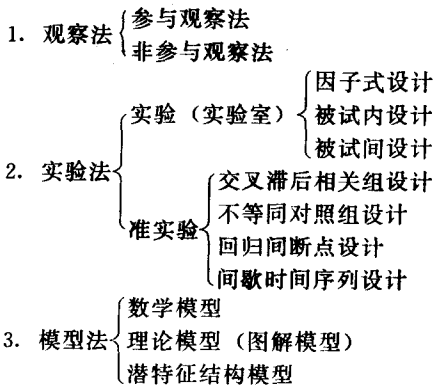 1. 观察法
参与观察法
非参与观察法
2. 实验法
实验（实验室）
因子式设计
被试内设计
被试间设计
准实验
交叉滞后相关组设计
不等同对照组设计
回归间断点设计
间歇时间序列设计
3. 模型法
数学模型
理论模型（图解模型）
潜特征结构模型